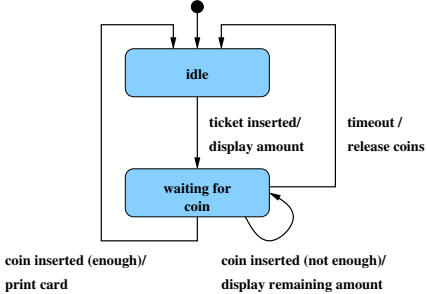 idle
ticket inserted/
display amount
timeout /
release coins
waiting for
coin
coin inserted (enough)/
print card
coin inserted (not enough)/
display remaining amount